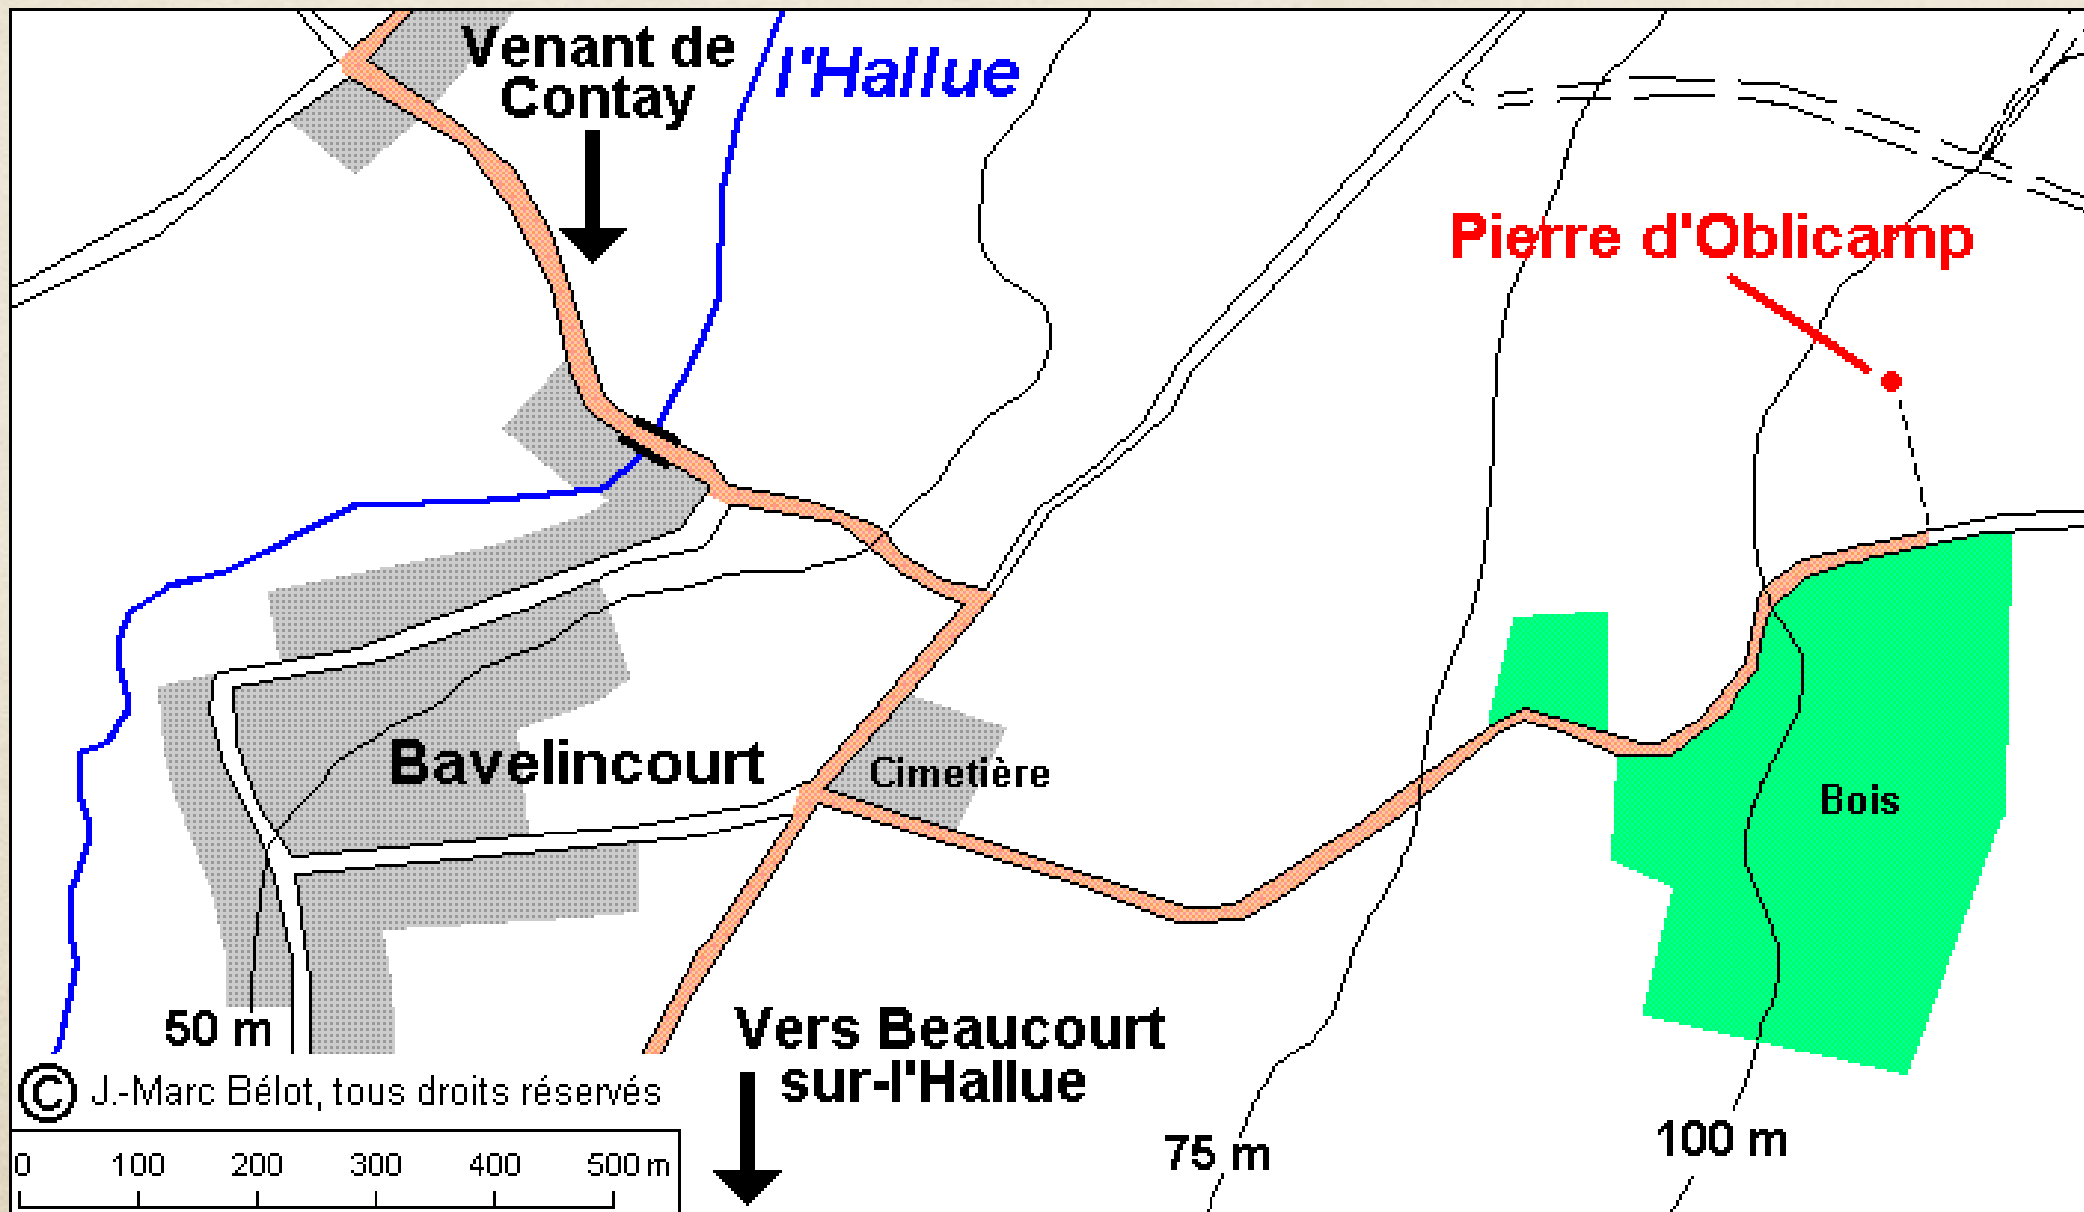 Venant de
Contay
l'Hallue
Pierre d'Oblicamp
Bavelincourt
Cimetière
Bois
50 m
Vers Beaucourt
sur-l'Hallue
© J.-Marc Bélot, tous droits réservés
75 m
100 m
0 100 200 300 400 500 m